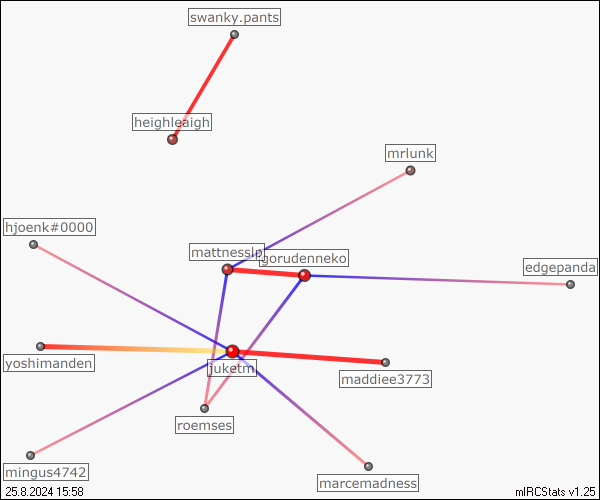 swanky.pants
heighleaigh
mrlunk
hjoenk#0000
mattnesslp
gorudenneko
edgepanda
yoshimanden
juketm
maddiee3773
roemses
mingus4742
marcemadness
25.8.2024 15:58
mIRCStats v1.25